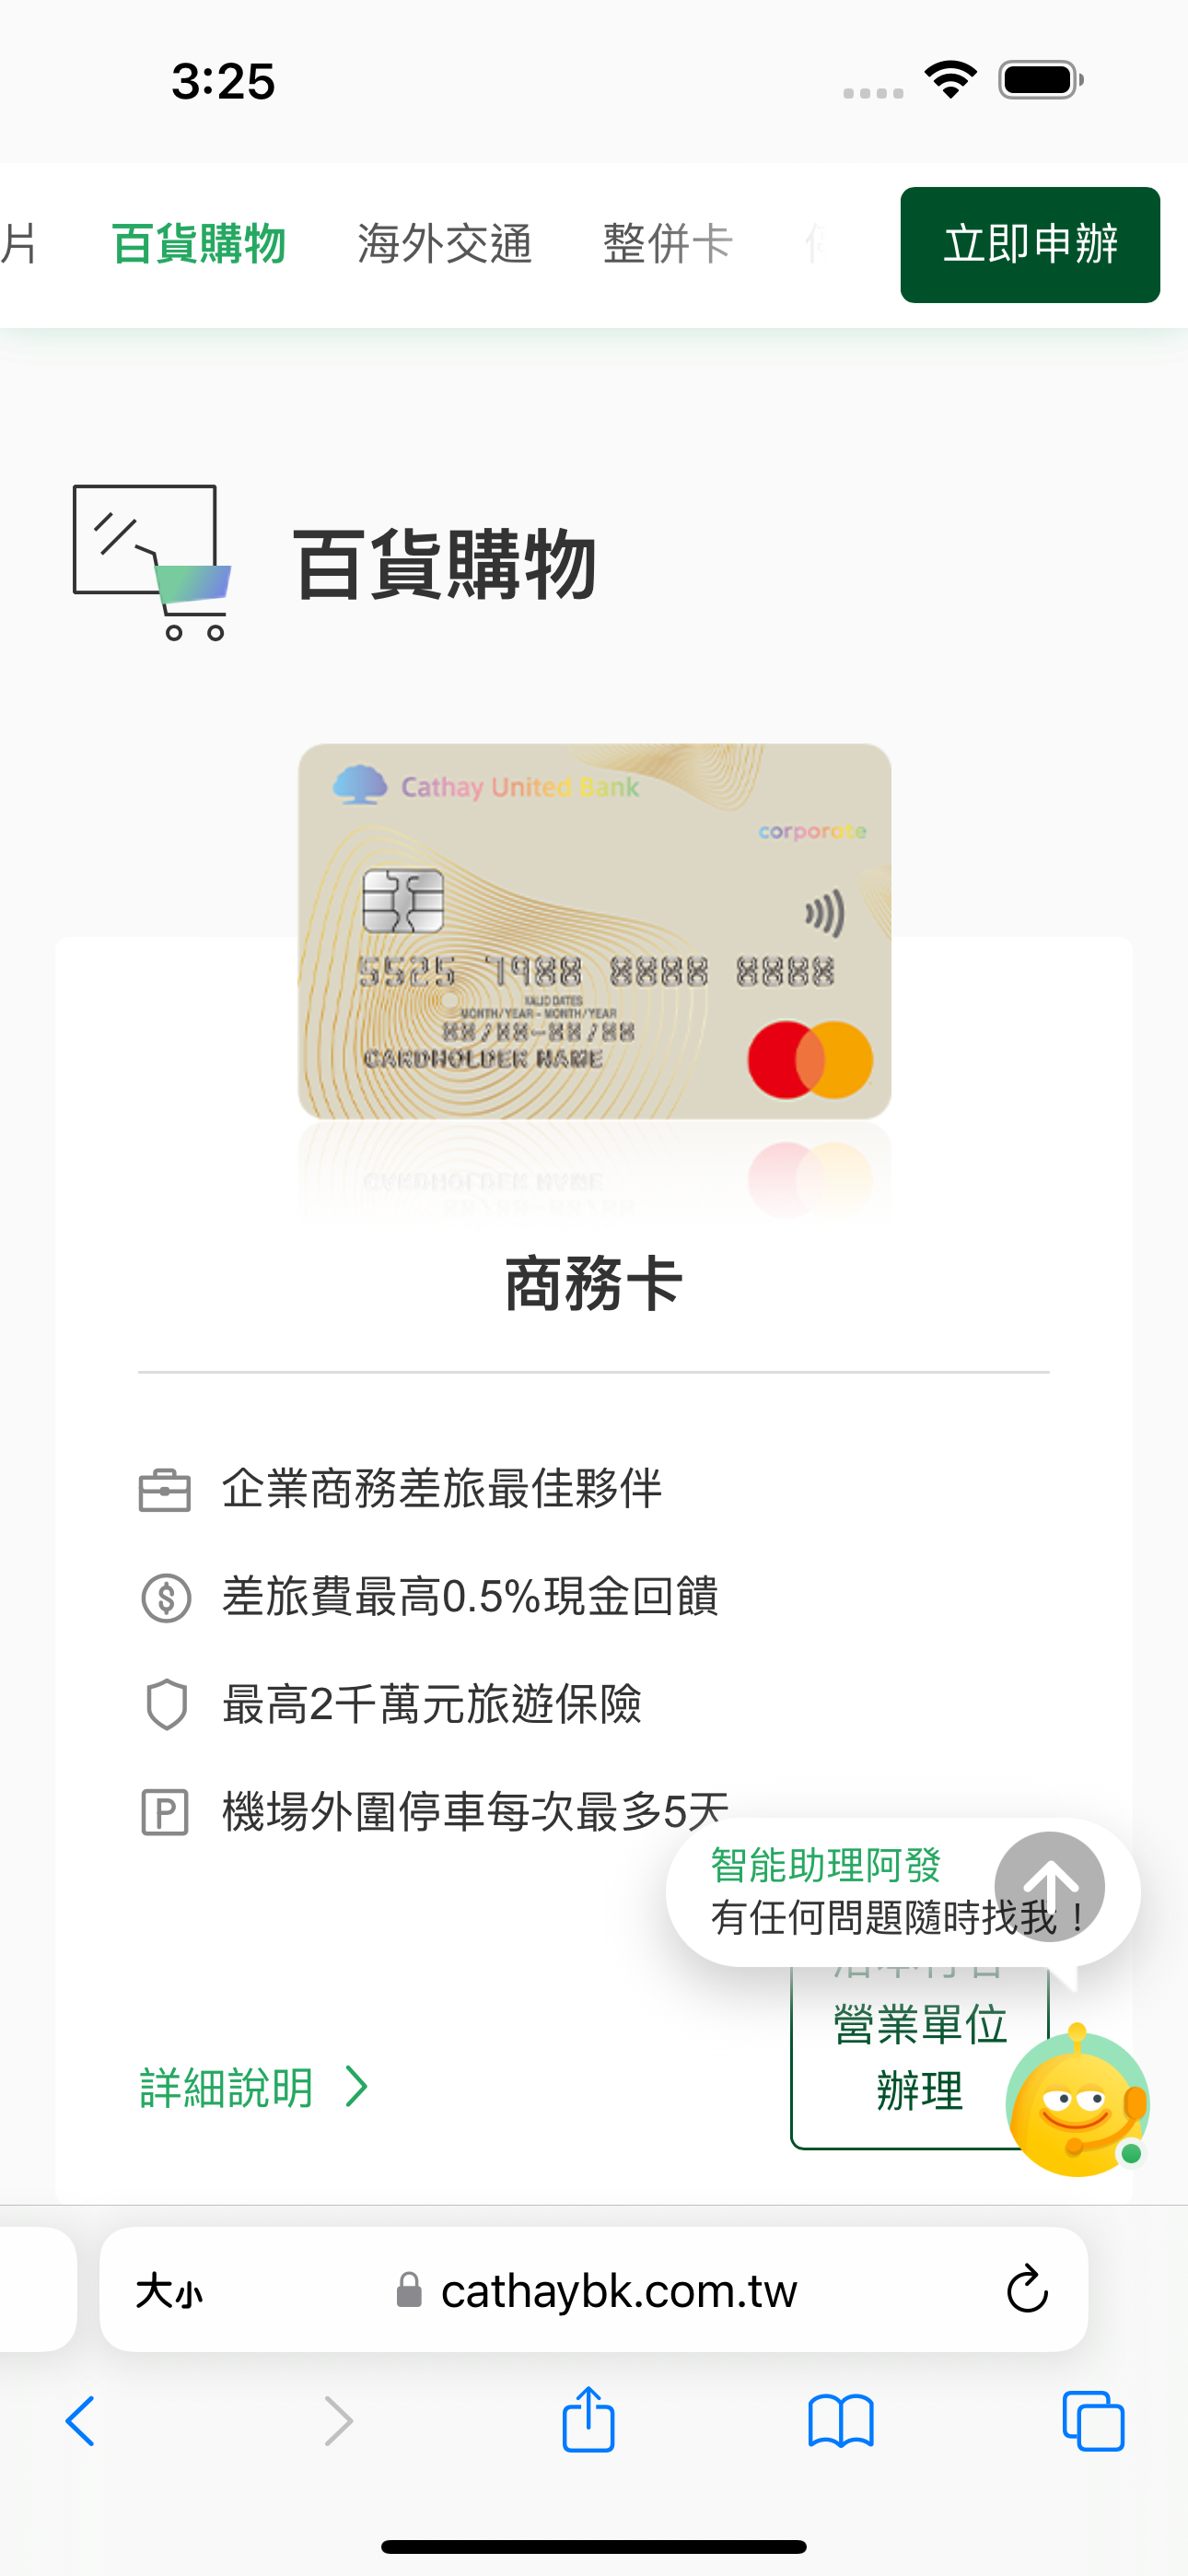 3:25
片 百貨購物 海外交通 整併卡 立即申辦
百貨購物
Cathay United Bank
corporate
5525 7988 8888 8888
VALID DATES
MONTH/YEAR - MONTH/YEAR
88/88-88/88
CARDHOLDER NAME
商務卡
企業商務差旅最佳夥伴
差旅費最高0.5%現金回饋
最高2千萬元旅遊保險
P 機場外圍停車每次最多5天
智能助理阿發
有任何問題隨時找我！
營業單位
辦理
詳細說明
大小 cathaybk.com.tw